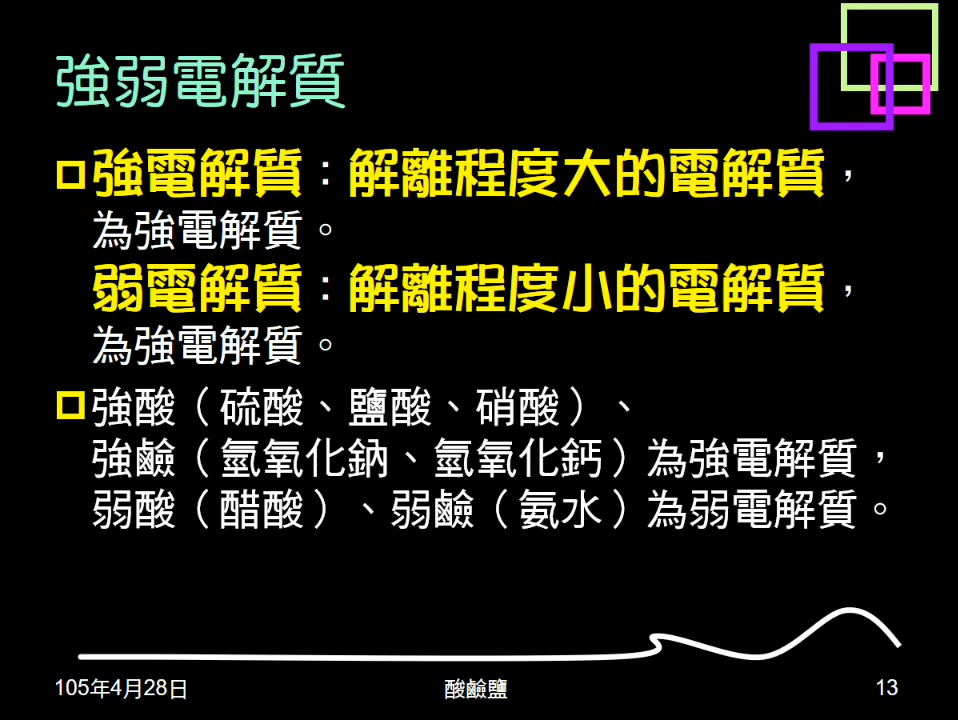 強弱電解質
強電解質：解離程度大的電解質，
為強電解質。
弱電解質：解離程度小的電解質，
為強電解質。
強酸（硫酸、鹽酸、硝酸）、
強鹼（氫氧化鈉、氫氧化鈣）為強電解質，
弱酸（醋酸）、弱鹼（氨水）為弱電解質。
105年4月28日
酸鹼鹽
13